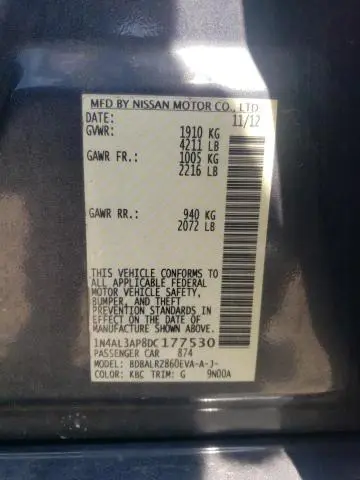 MFD BY NISSAN MOTOR CO., LTD.
DATE: 11/12
GVWR: 1910 KG
4211 LB
GAWR FR: 1005 KG
2216 LB
GAWR RR: 940 KG
2072 LB
THIS VEHICLE CONFORMS TO
ALL APPLICABLE FEDERAL
MOTOR VEHICLE SAFETY,
BUMPER, AND THEFT
PREVENTION STANDARDS
IN EFFECT ON THE DATE OF
MANUFACTURE SHOWN ABOVE.
1N4AL3AP8DC177530
PASSENGER CAR 874
MODEL: BDBALRZ860EVA-A-J-
COLOR: KBC TRIM: G 9N00A